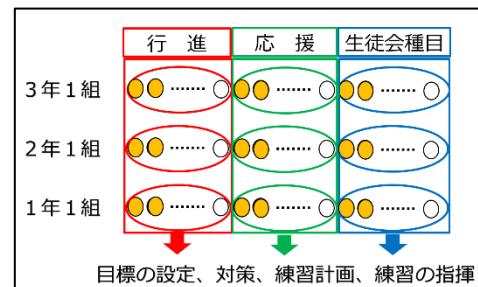 行 進 応 援 生徒会種目
3年1組 ……… ……… ………
2年1組 ……… ……… ………
1年1組 ……… ……… ………
目標の設定、対策、練習計画、練習の指揮